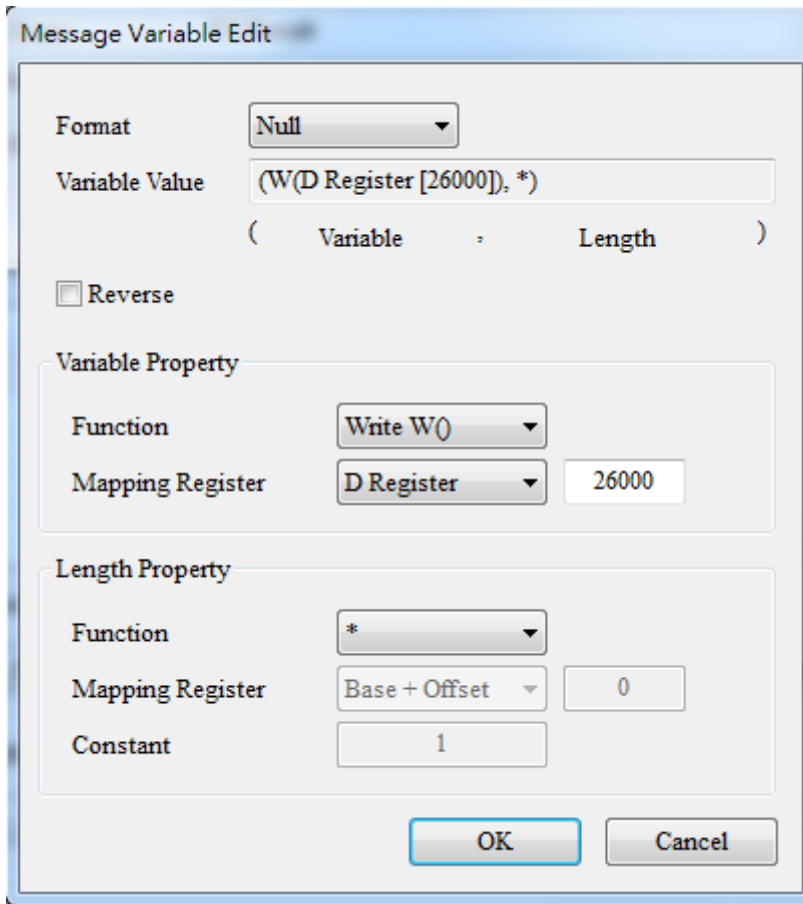 Message Variable Edit
Format Null
Variable Value (W(D Register [26000]), *)
( Variable , Length )
Reverse
Variable Property
Function Write W()
Mapping Register D Register 26000
Length Property
Function *
Mapping Register Base + Offset 0
Constant 1
OK Cancel